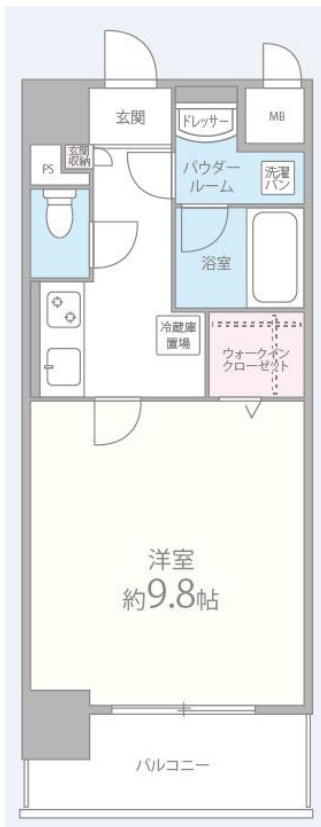 玄関
ドレッサー
MB
玄関
収納
PS
パウダー
ルーム
洗濯
パン
浴室
冷蔵庫
置場
ウォークイン
クローゼット
洋室
約9.8帖
バルコニー